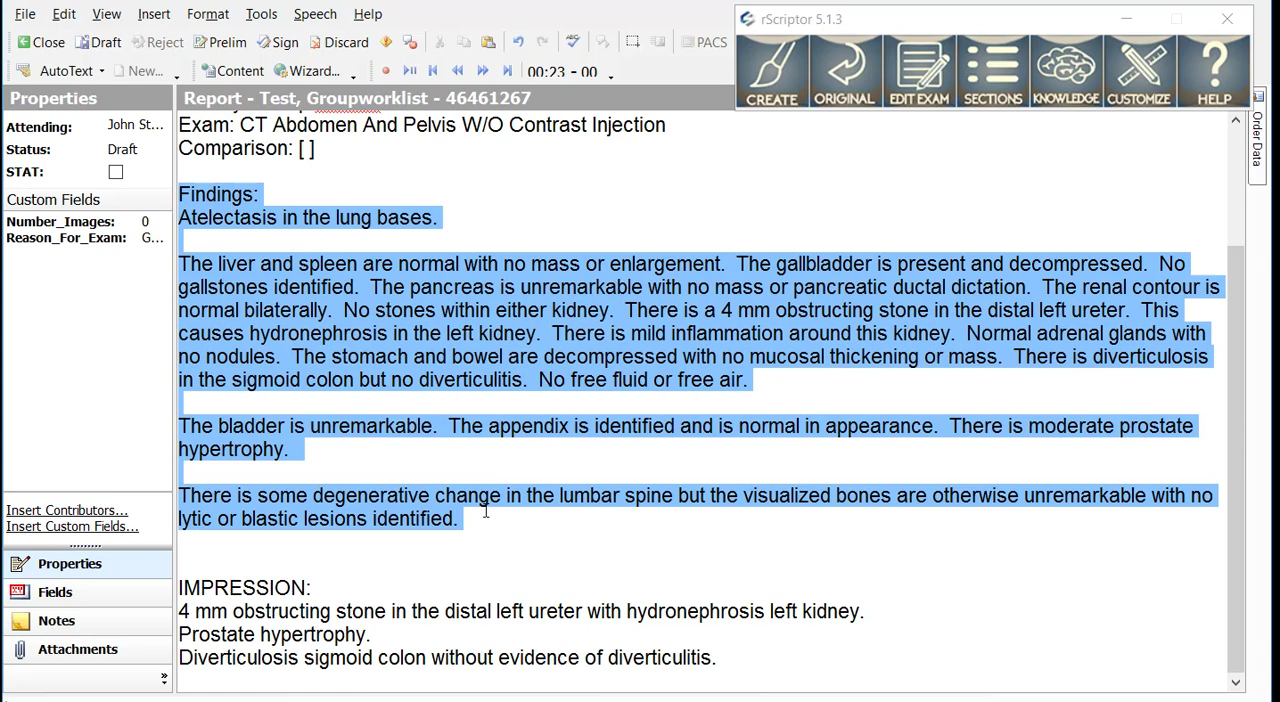 File Edit View Insert Format Tools Speech Help
rScriptor 5.1.3
Close Draft Reject Prelim Sign Discard PACS
AutoText New... Content Wizard... 00:23 - 00
CREATE ORIGINAL EDIT EXAM SECTIONS KNOWLEDGE CUSTOMIZE HELP
Properties
Attending: John St...
Status: Draft
STAT:
Custom Fields
Number_Images: 0
Reason_For_Exam: G...
Insert Contributors...
Insert Custom Fields...
Properties
Fields
Notes
Attachments
Report - Test, Groupworklist - 46461267
Exam: CT Abdomen And Pelvis W/O Contrast Injection
Comparison: [ ]
Findings:
Atelectasis in the lung bases.
The liver and spleen are normal with no mass or enlargement. The gallbladder is present and decompressed. No
gallstones identified. The pancreas is unremarkable with no mass or pancreatic ductal dictation. The renal contour is
normal bilaterally. No stones within either kidney. There is a 4 mm obstructing stone in the distal left ureter. This
causes hydronephrosis in the left kidney. There is mild inflammation around this kidney. Normal adrenal glands with
no nodules. The stomach and bowel are decompressed with no mucosal thickening or mass. There is diverticulosis
in the sigmoid colon but no diverticulitis. No free fluid or free air.
The bladder is unremarkable. The appendix is identified and is normal in appearance. There is moderate prostate
hypertrophy.
There is some degenerative change in the lumbar spine but the visualized bones are otherwise unremarkable with no
lytic or blastic lesions identified.
IMPRESSION:
4 mm obstructing stone in the distal left ureter with hydronephrosis left kidney.
Prostate hypertrophy.
Diverticulosis sigmoid colon without evidence of diverticulitis.
Order Data